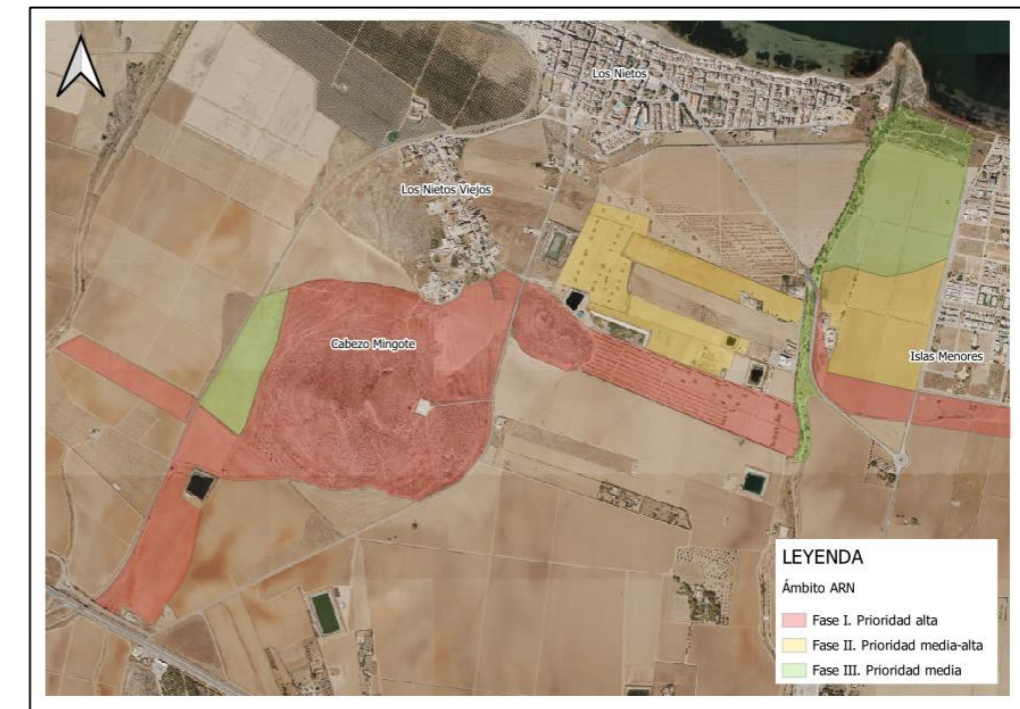 Los Nietos
Los Nietos Viejos
Cabezo Mingote
Islas Menores
LEYENDA
Ámbito ARN
Fase I. Prioridad alta
Fase II. Prioridad media-alta
Fase III. Prioridad media